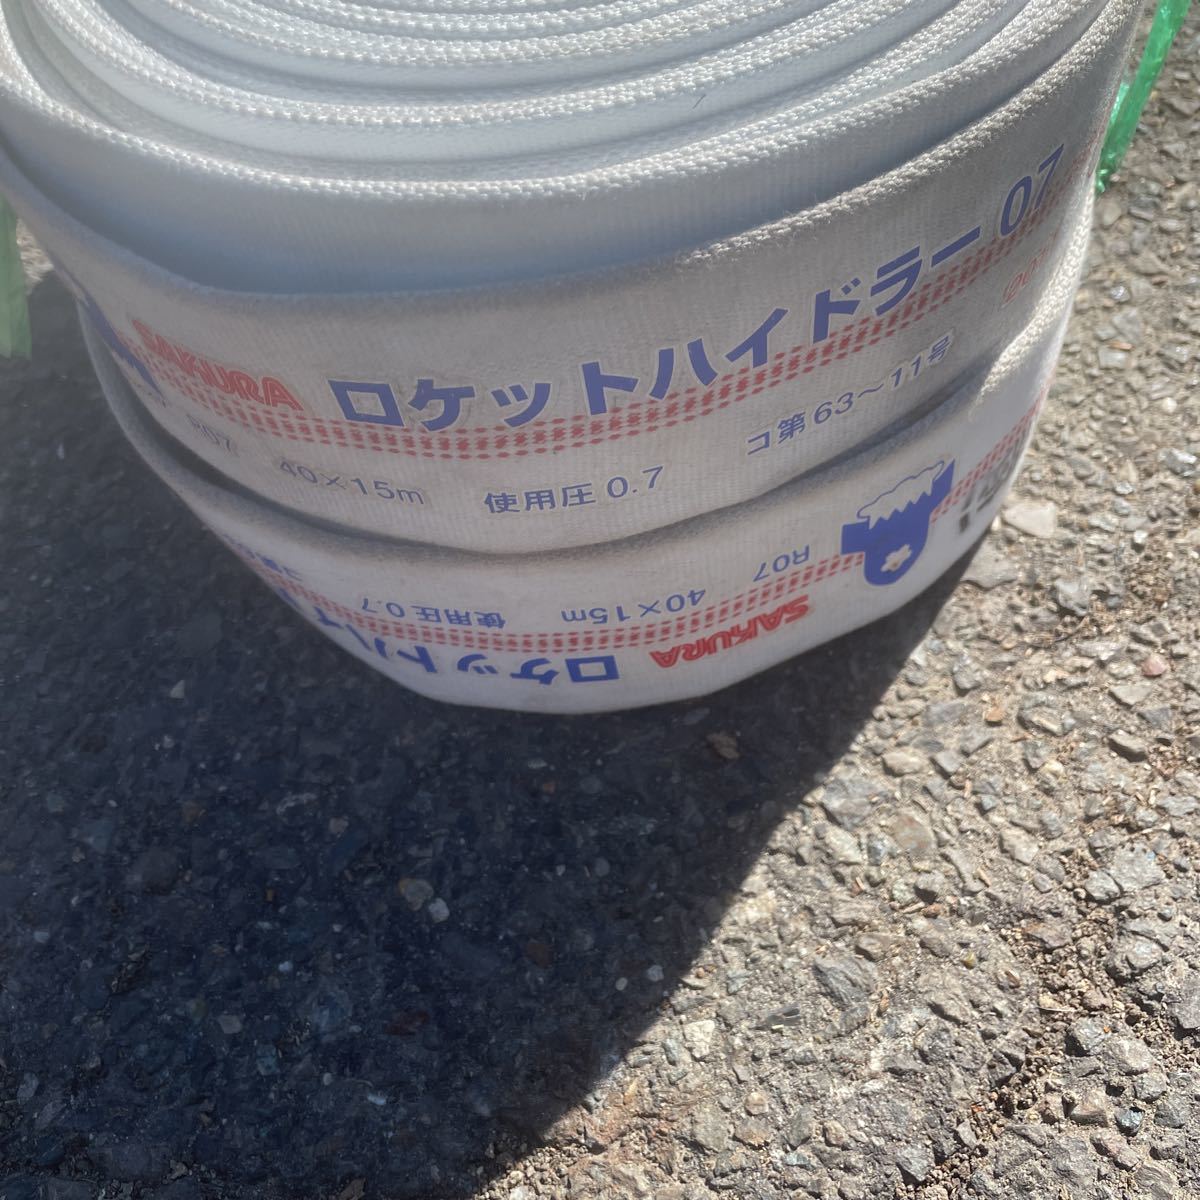 SAKURA ロケットハイドラー07
R07 40×15m 使用圧 0.7 コ第63~11号
R07 40×15m 使用圧 0.7
SAKURA ロケットハイ